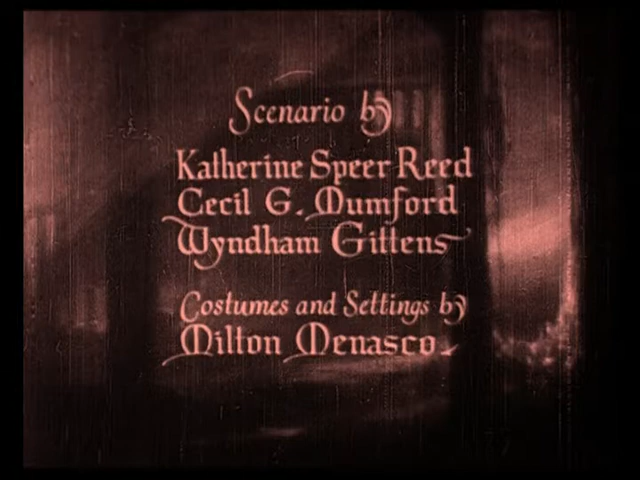 Scenario by
Katherine Speer Reed
Cecil G. Mumford
Wyndham Gittens
Costumes and Settings by
Milton Menasco